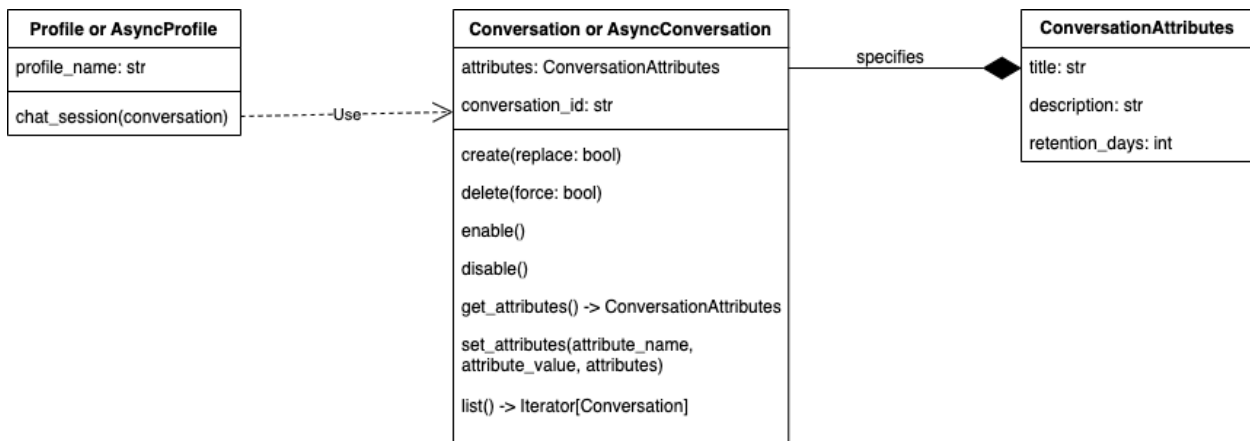 Profile or AsyncProfile
profile_name: str
chat_session(conversation)
Use
Conversation or AsyncConversation
attributes: ConversationAttributes
conversation_id: str
create(replace: bool)
delete(force: bool)
enable()
disable()
get_attributes() -> ConversationAttributes
set_attributes(attribute_name,
attribute_value, attributes)
list() -> Iterator[Conversation]
specifies
ConversationAttributes
title: str
description: str
retention_days: int